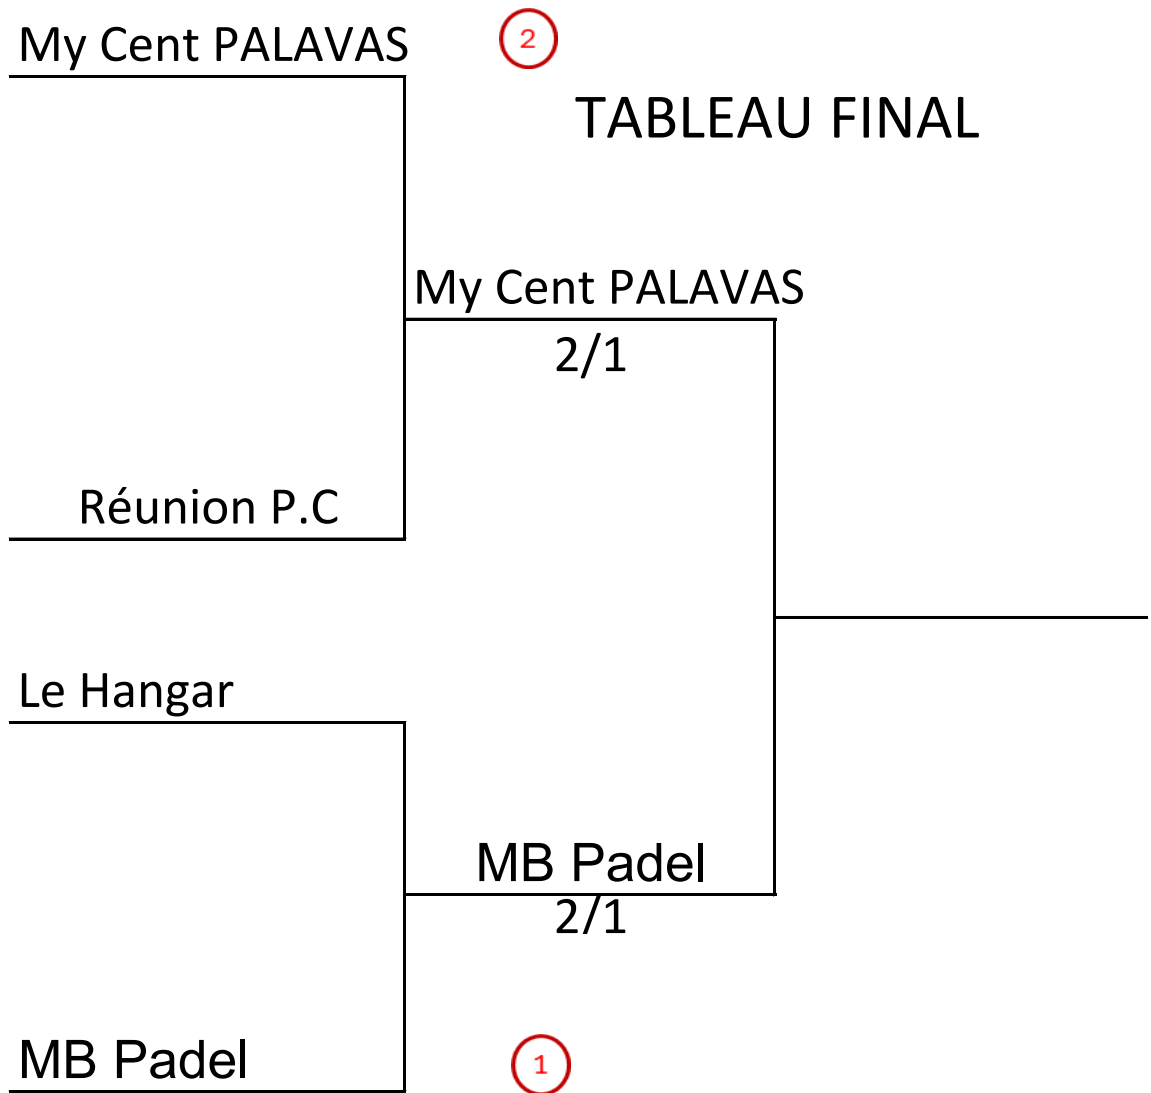 My Cent PALAVAS
2
TABLEAU FINAL
My Cent PALAVAS
2/1
Réunion P.C
Le Hangar
MB Padel
2/1
MB Padel
1